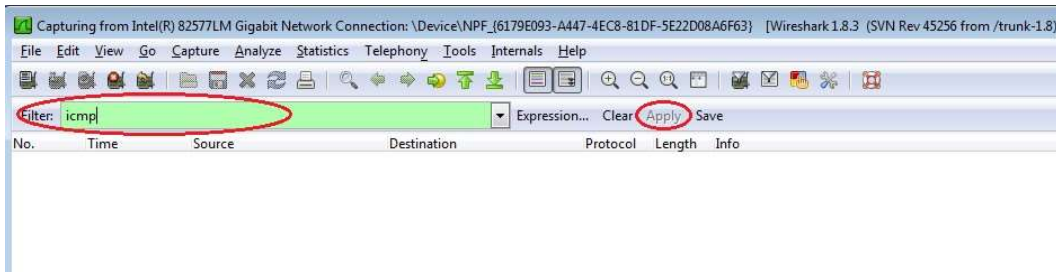 Capturing from Intel(R) 82577LM Gigabit Network Connection: \Device\NPF_{6179E093-A447-4EC8-81DF-5E22D08A6F63} [Wireshark 1.8.3 (SVN Rev 45256 from /trunk-1.8)
File Edit View Go Capture Analyze Statistics Telephony Tools Internals Help
Filter: icmp Expression... Clear Apply Save
No. Time Source Destination Protocol Length Info